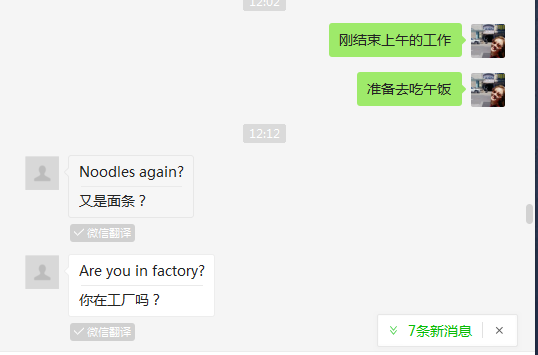 12:02
刚结束上午的工作
准备去吃午饭
12:12
Noodles again?
又是面条？
微信翻译
Are you in factory?
你在工厂吗？
微信翻译
7条新消息